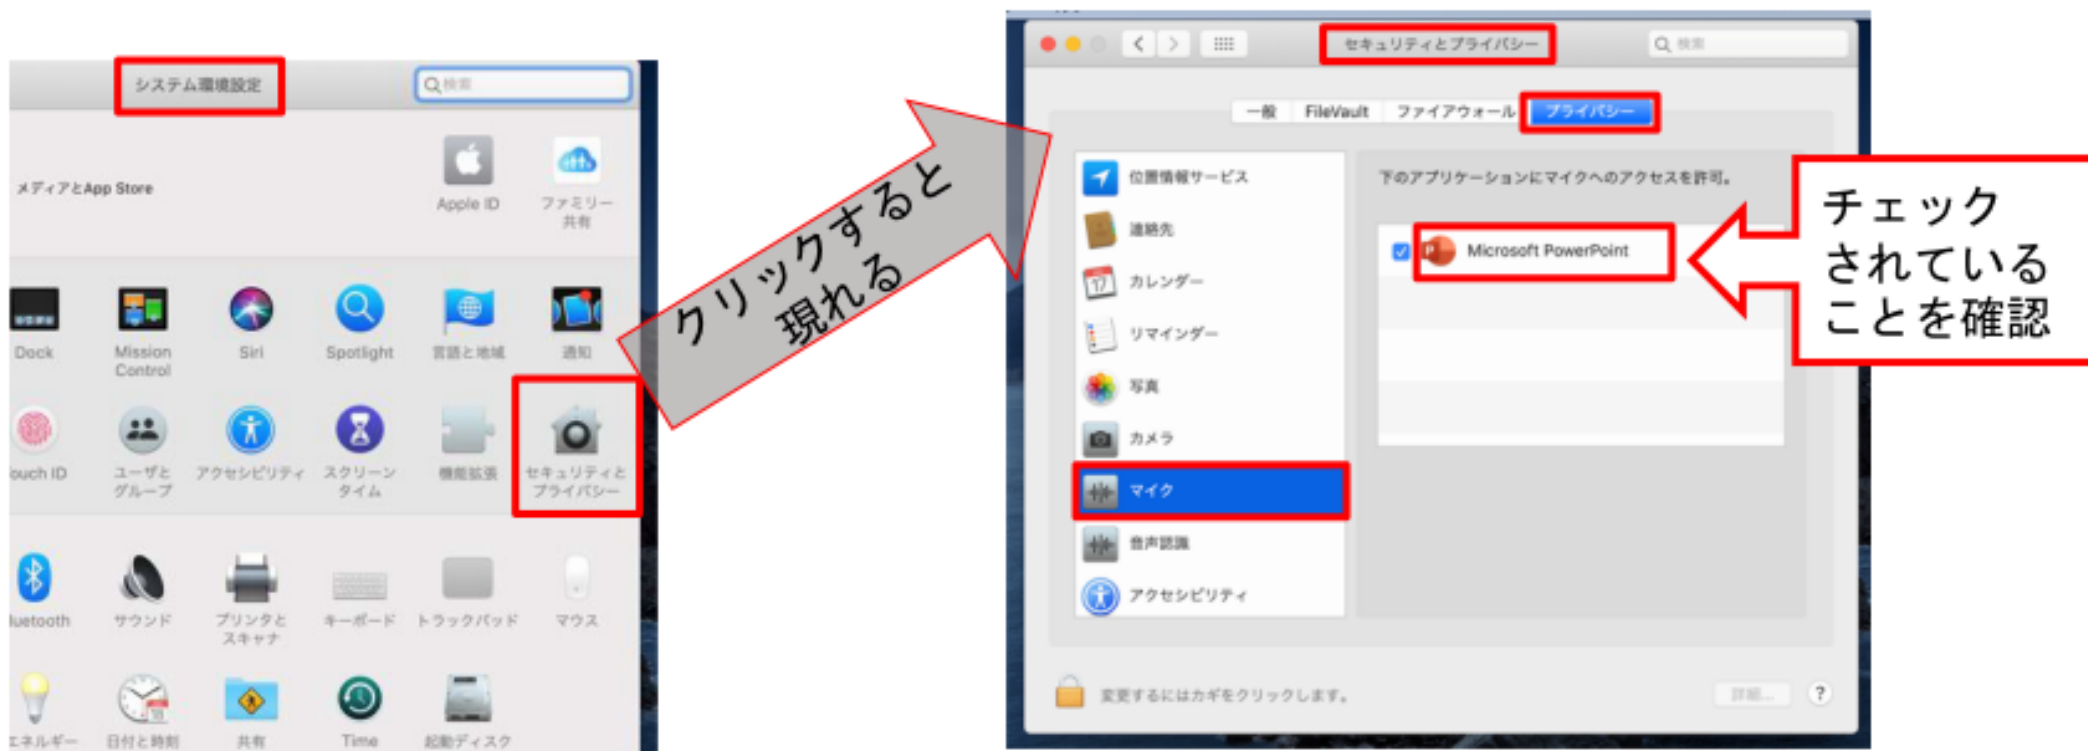 システム環境設定
検索
メディアとApp Store
Apple ID
ファミリー
共有
Dock
Mission
Control
Siri
Spotlight
言語と地域
通知
ouch ID
ユーザと
グループ
アクセシビリティ
スクリーン
タイム
機能拡張
セキュリティと
プライバシー
luetooth
サウンド
プリンタと
スキャナ
キーボード
トラックパッド
マウス
エネルギー
日付と時刻
共有
Time
起動ディスク
クリックすると
現れる
セキュリティとプライバシー
検索
一般
FileVault
ファイアウォール
プライバシー
位置情報サービス
連絡先
カレンダー
リマインダー
写真
カメラ
マイク
音声認識
アクセシビリティ
下のアプリケーションにマイクへのアクセスを許可。
Microsoft PowerPoint
変更するにはカギをクリックします。
詳細...
?
チェック
されている
ことを確認